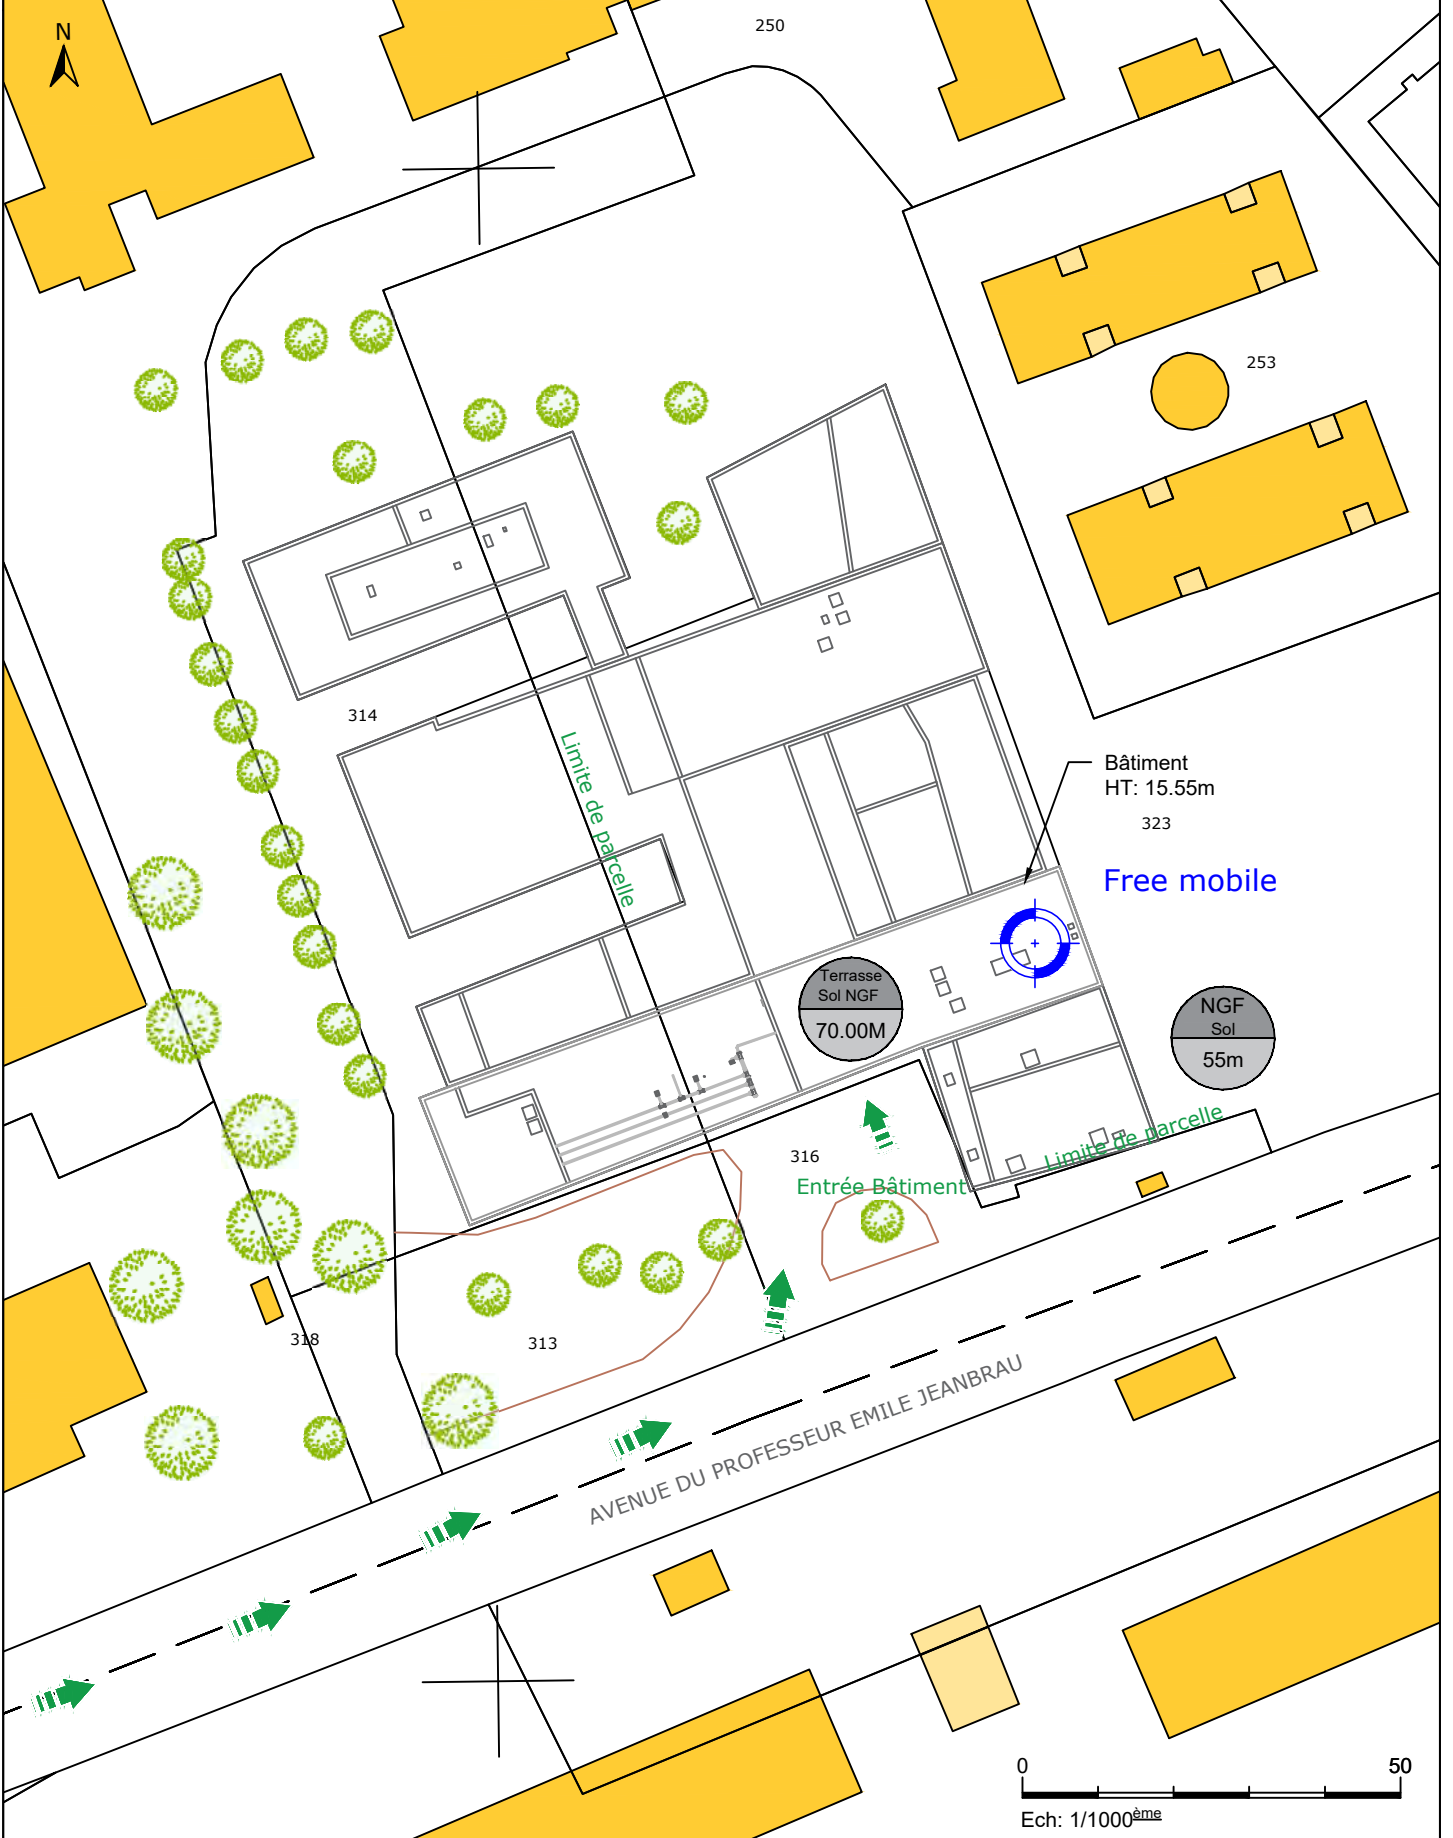 250
N
253
314
Limite de parcelle
Bâtiment
HT: 15.55m
323
Free mobile
Terrasse
Sol NGF
70.00M
NGF
Sol
55m
Limite de parcelle
316
Entrée Bâtiment
318
313
AVENUE DU PROFESSEUR EMILE JEANBRAU
0 50
Ech: 1/1000ème